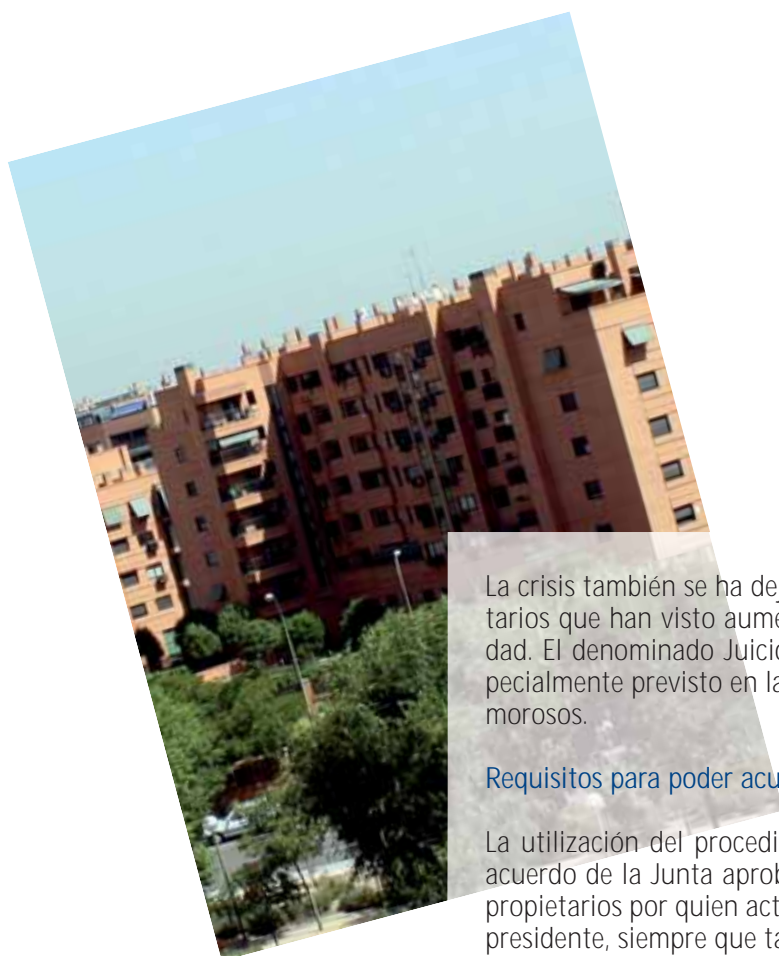 La crisis también se ha dej
tarios que han visto aume
dad. El denominado Juicio
pecialmente previsto en la
morosos.
Requisitos para poder acu
La utilización del procedi
acuerdo de la Junta aprob
propietarios por quien act
presidente, siempre que ta